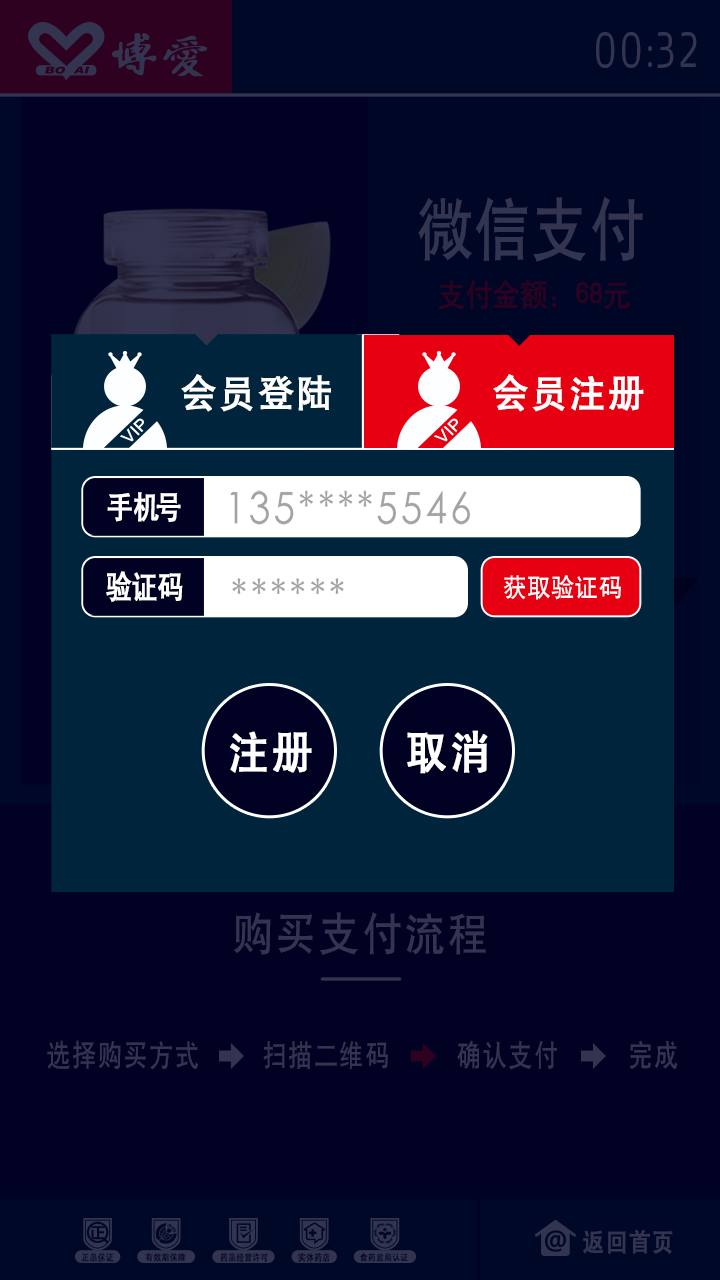 BO AI 博愛
00:32
微信支付
支付金额：68元
会员登陆
VIP
会员注册
VIP
手机号 135****5546
验证码 ****** 获取验证码
注册 取消
购买支付流程
选择购买方式 扫描二维码 确认支付 完成
正
正品保证 有效期保障 药品经营许可 实体药店 食药监局认证
@ 返回首页